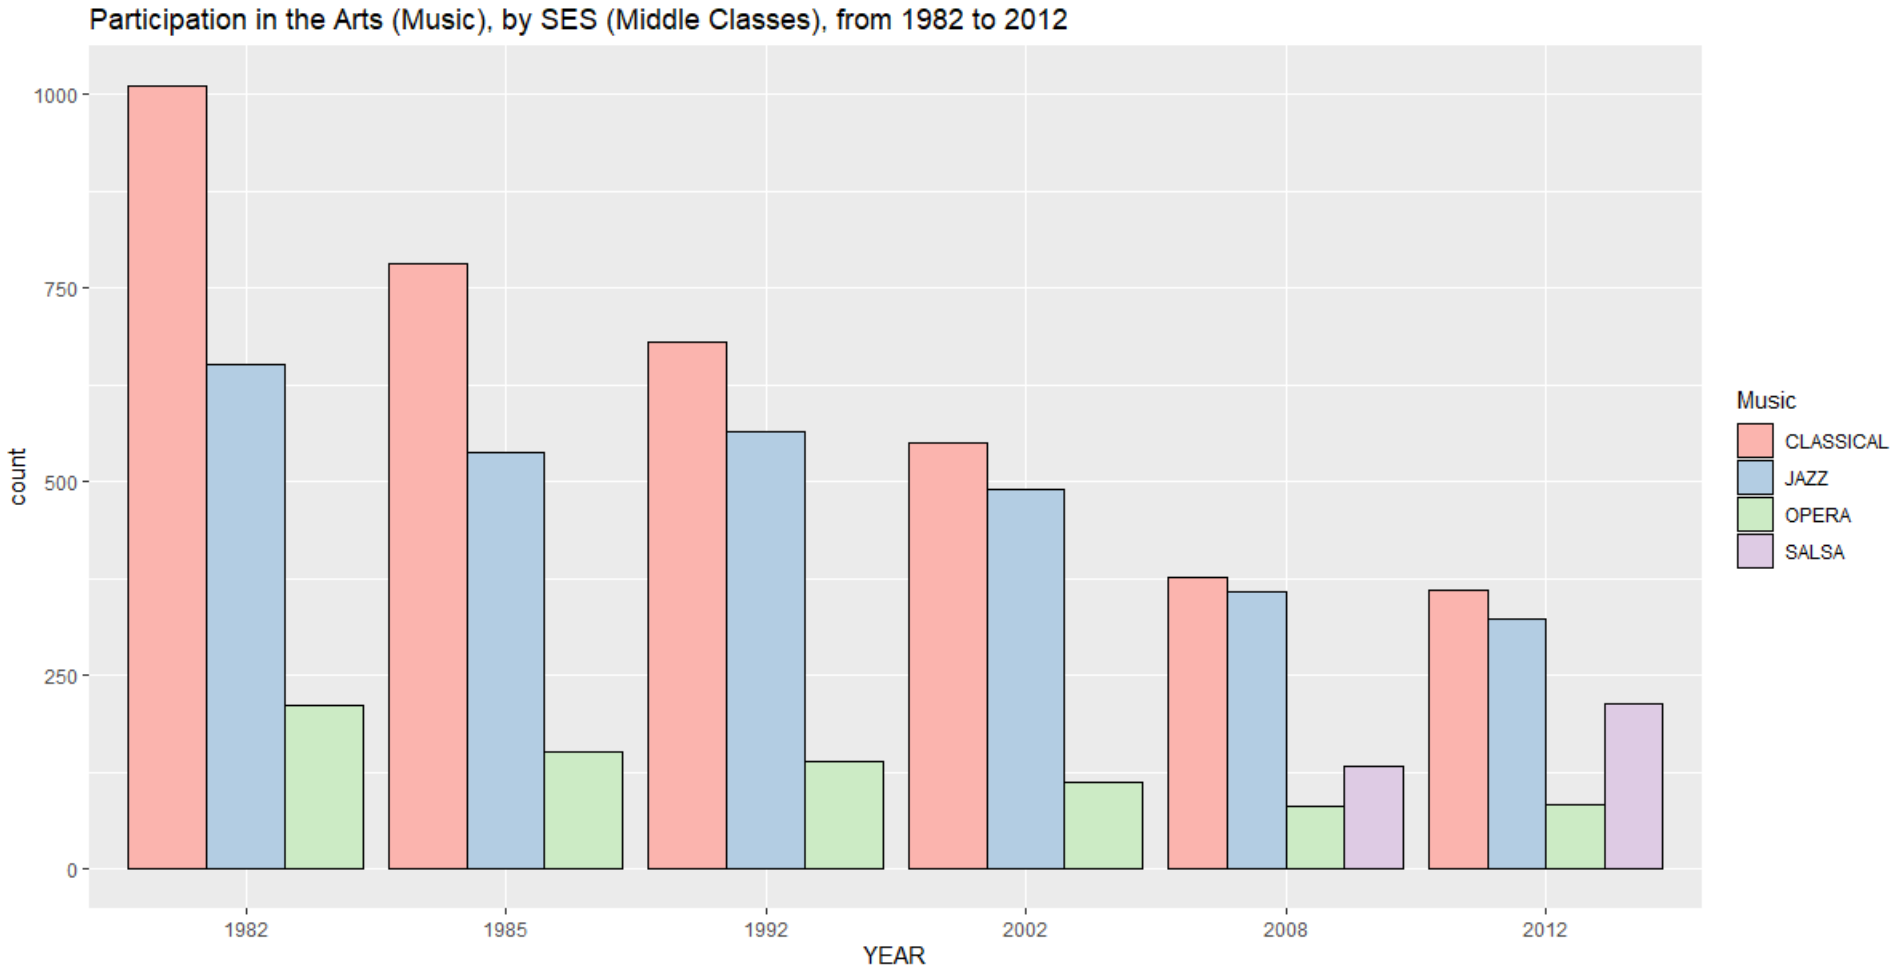 Participation in the Arts (Music), by SES (Middle Classes), from 1982 to 2012
count
1000
750
500
250
0
1982 1985 1992 2002 2008 2012
YEAR
Music
CLASSICAL
JAZZ
OPERA
SALSA